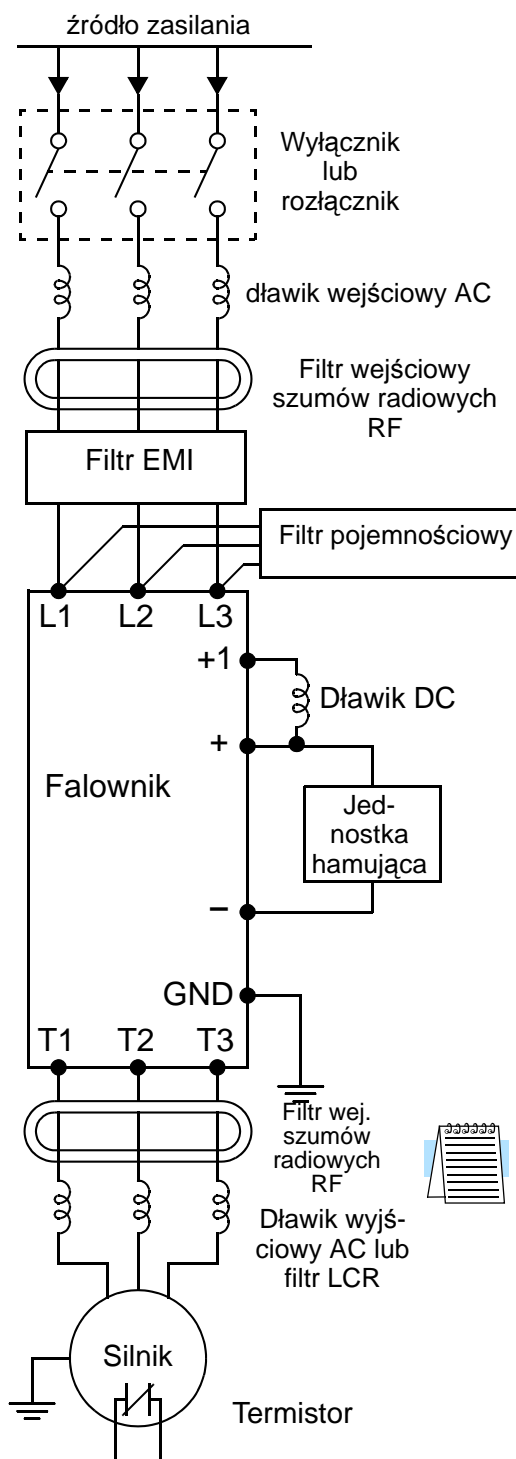 źródło zasilania
Wyłącznik
lub
rozłącznik
dławik wejściowy AC
Filtr wejściowy
szumów radiowych
RF
Filtr EMI
Filtr pojemnościowy
L1 L2 L3
+1
Dławik DC
+
Falownik
Jed-
nostka
hamująca
−
GND
T1 T2 T3
Filtr wej.
szumów
radiowych
RF
Dławik wyjś-
ciowy AC lub
filtr LCR
Silnik
Termistor